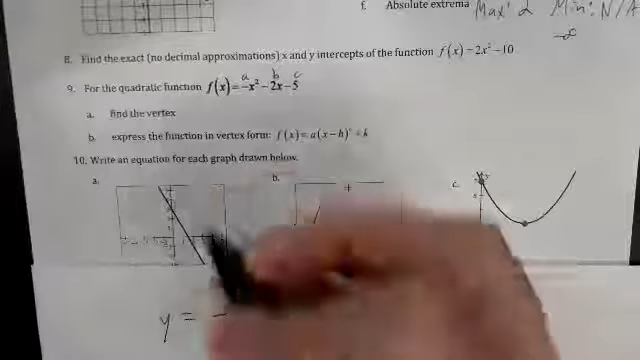 f. Absolute extrema Max: 2 Min: N/A
-∞
8. Find the exact (no decimal approximations) x and y intercepts of the function f(x) = 2x² - 10
a b c
9. For the quadratic function f(x) = -x² - 2x - 5
a. find the vertex
b. express the function in vertex form: f(x) = a(x - h)² + k
10. Write an equation for each graph drawn below.
a. b. c.
y = -